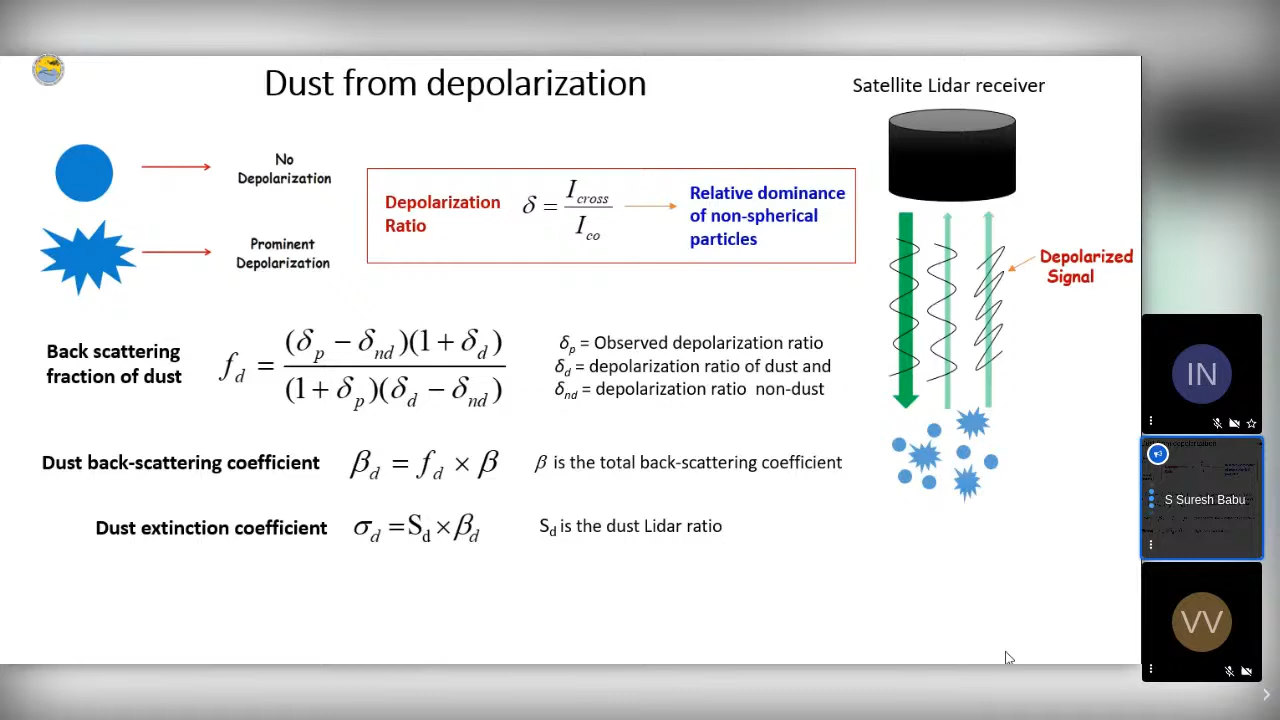 Dust from depolarization
Satellite Lidar receiver
No
Depolarization
Prominent
Depolarization
Depolarization
Ratio
δ = I_cross / I_co
Relative dominance
of non-spherical
particles
Depolarized
Signal
Back scattering
fraction of dust
f_d = (δ_p − δ_nd)(1 + δ_d) / (1 + δ_p)(δ_d − δ_nd)
δ_p = Observed depolarization ratio
δ_d = depolarization ratio of dust and
δ_nd = depolarization ratio non-dust
Dust back-scattering coefficient
β_d = f_d × β
β is the total back-scattering coefficient
Dust extinction coefficient
σ_d = S_d × β_d
S_d is the dust Lidar ratio
IN
S Suresh Babu
VV